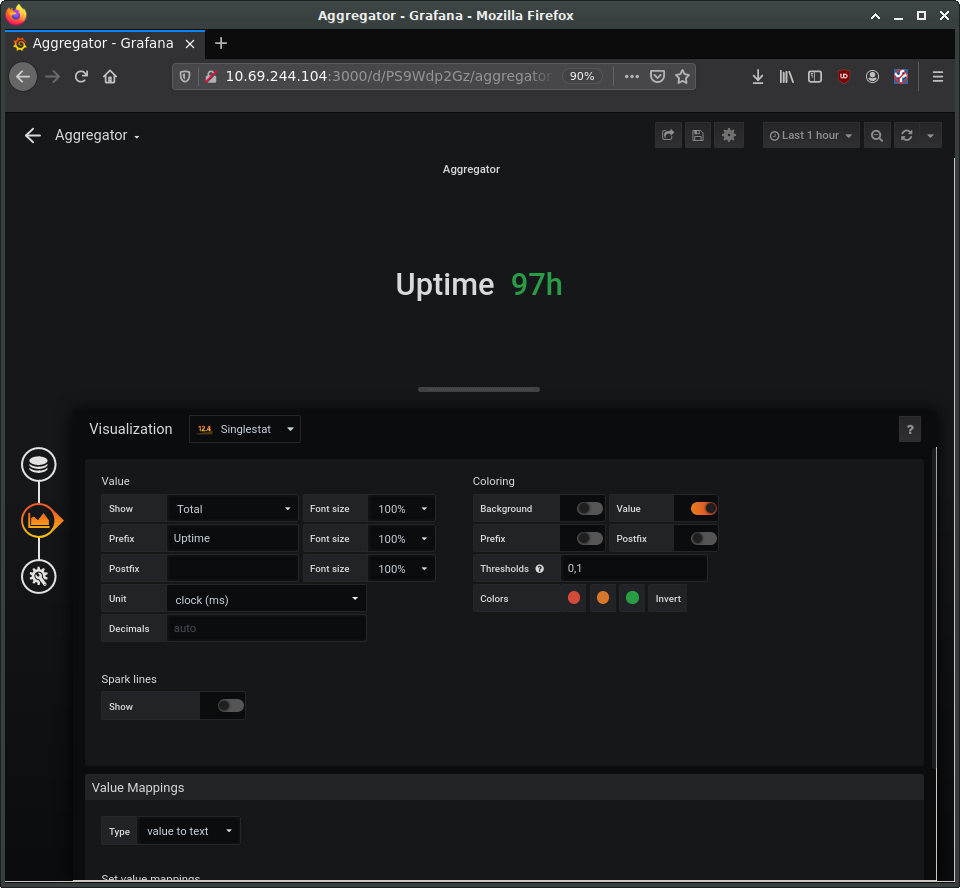 Aggregator - Grafana - Mozilla Firefox
Aggregator - Grafana
10.69.244.104:3000/d/PS9Wdp2Gz/aggregator 90%
Aggregator
Last 1 hour
Aggregator
Uptime 97h
Visualization 12.4 Singlestat ?
Value Coloring
Show Total Font size 100% Background Value
Prefix Uptime Font size 100% Prefix Postfix
Postfix Font size 100% Thresholds ? 0,1
Unit clock (ms) Colors Invert
Decimals auto
Spark lines
Show
Value Mappings
Type value to text
Set value mappings